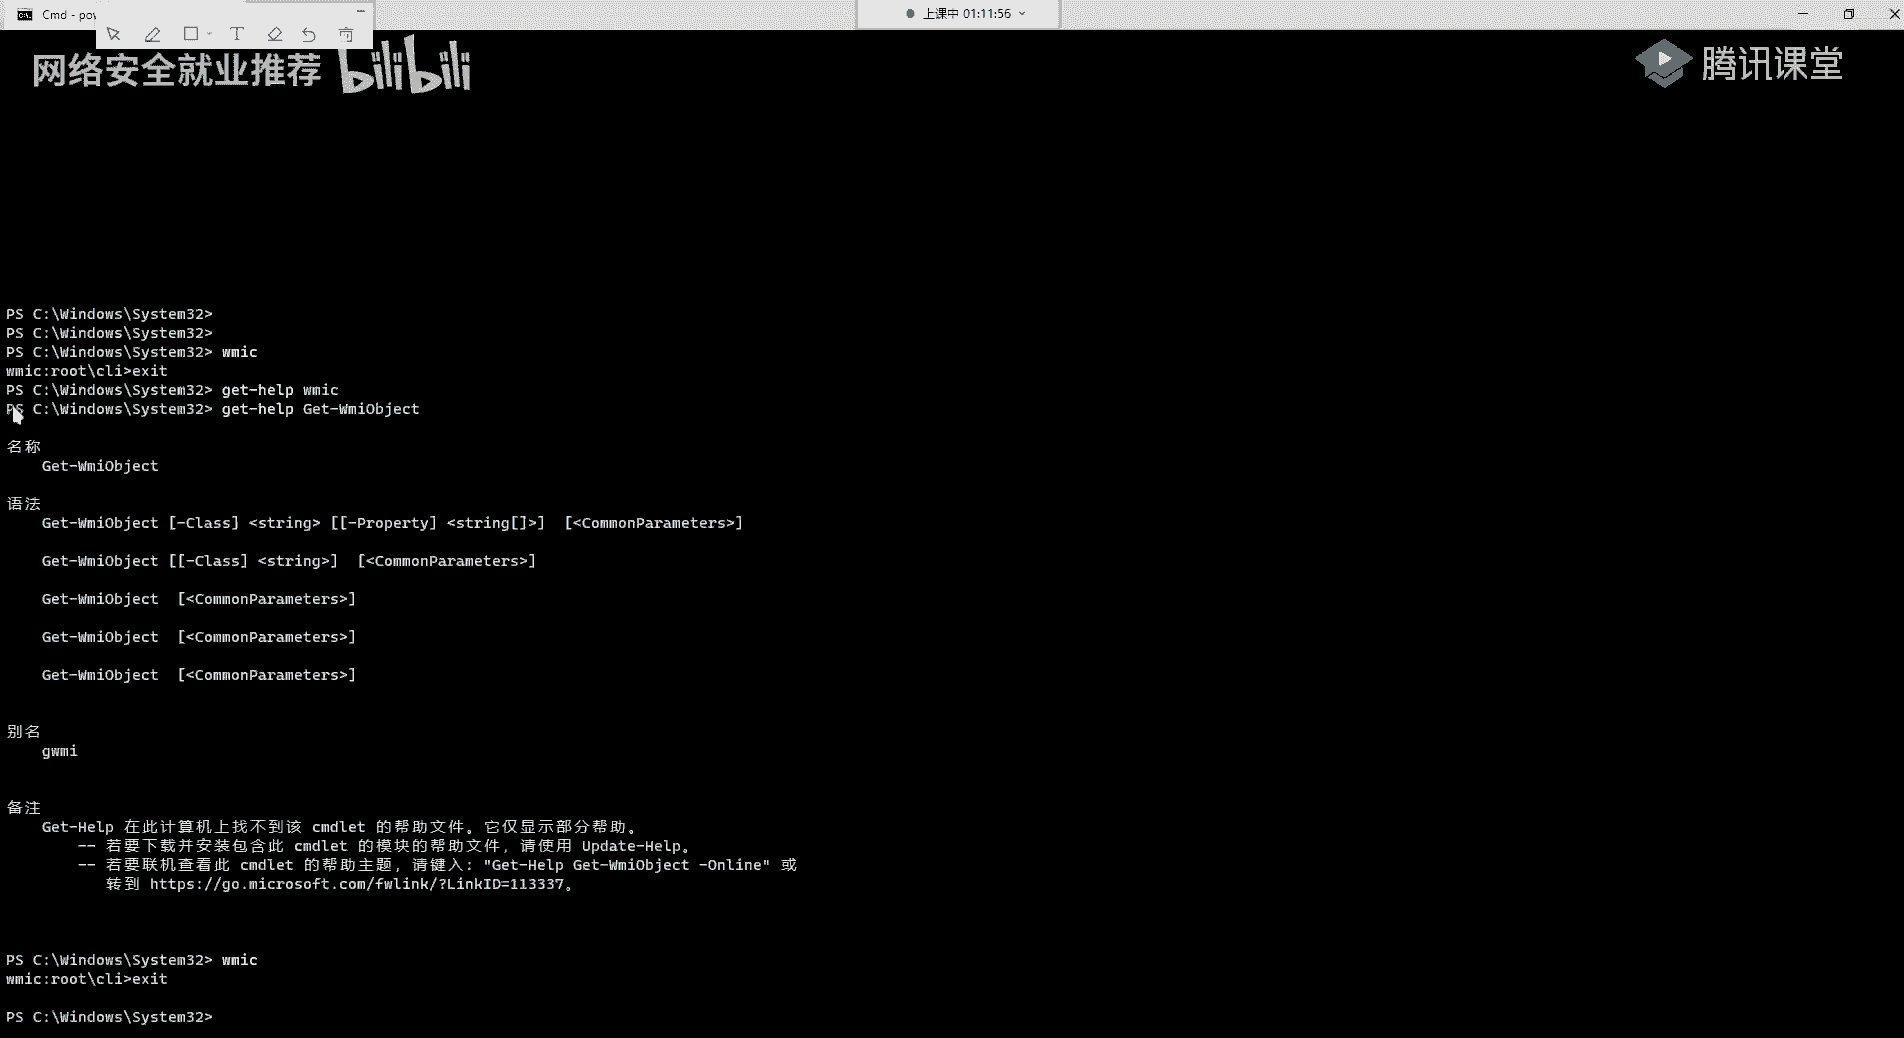 Cmd - pov
上课中 01:11:56
网络安全就业推荐 bilibili
腾讯课堂
PS C:\Windows\System32>
PS C:\Windows\System32>
PS C:\Windows\System32> wmic
wmic:root\cli>exit
PS C:\Windows\System32> get-help wmic
PS C:\Windows\System32> get-help Get-WmiObject
名称
Get-WmiObject
语法
Get-WmiObject [-Class] <string> [[-Property] <string[]>]  [<CommonParameters>]
Get-WmiObject [[-Class] <string>]  [<CommonParameters>]
Get-WmiObject  [<CommonParameters>]
Get-WmiObject  [<CommonParameters>]
Get-WmiObject  [<CommonParameters>]
别名
gwmi
备注
Get-Help 在此计算机上找不到该 cmdlet 的帮助文件。它仅显示部分帮助。
-- 若要下载并安装包含此 cmdlet 的模块的帮助文件，请使用 Update-Help。
-- 若要联机查看此 cmdlet 的帮助主题，请键入: "Get-Help Get-WmiObject -Online" 或
转到 https://go.microsoft.com/fwlink/?LinkID=113337。
PS C:\Windows\System32> wmic
wmic:root\cli>exit
PS C:\Windows\System32>